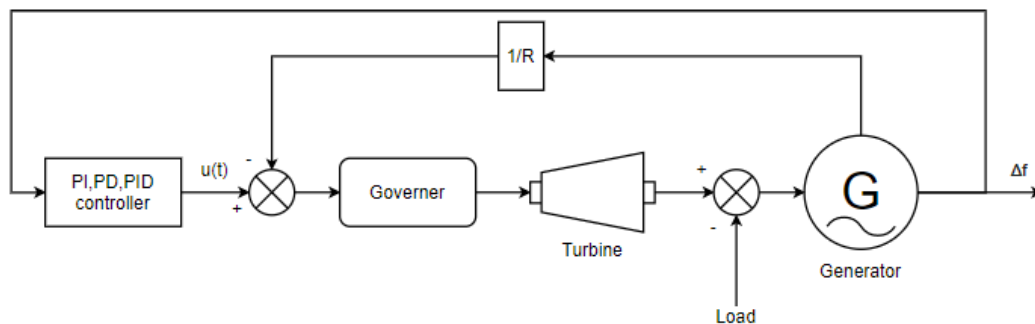 1/R
-
u(t)
+
PI,PD,PID
controller
Governer
Turbine
+
-
Load
G
Generator
Δf